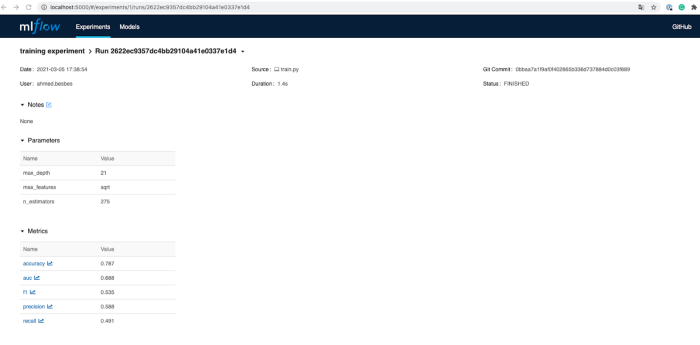 localhost:5000/#/experiments/1/runs/2622ec9357dc4bb29104a41e0337e1d4
mlflow Experiments Models GitHub
training experiment > Run 2622ec9357dc4bb29104a41e0337e1d4
Date : 2021-03-05 17:38:54 Source : train.py Git Commit : 0bbaa7a1f9af0f402865b336d737884d0c03f889
User : ahmed.besbes Duration : 1.4s Status : FINISHED
Notes
None
Parameters
Name Value
max_depth 21
max_features sqrt
n_estimators 275
Metrics
Name Value
accuracy 0.787
auc 0.688
f1 0.535
precision 0.588
recall 0.491